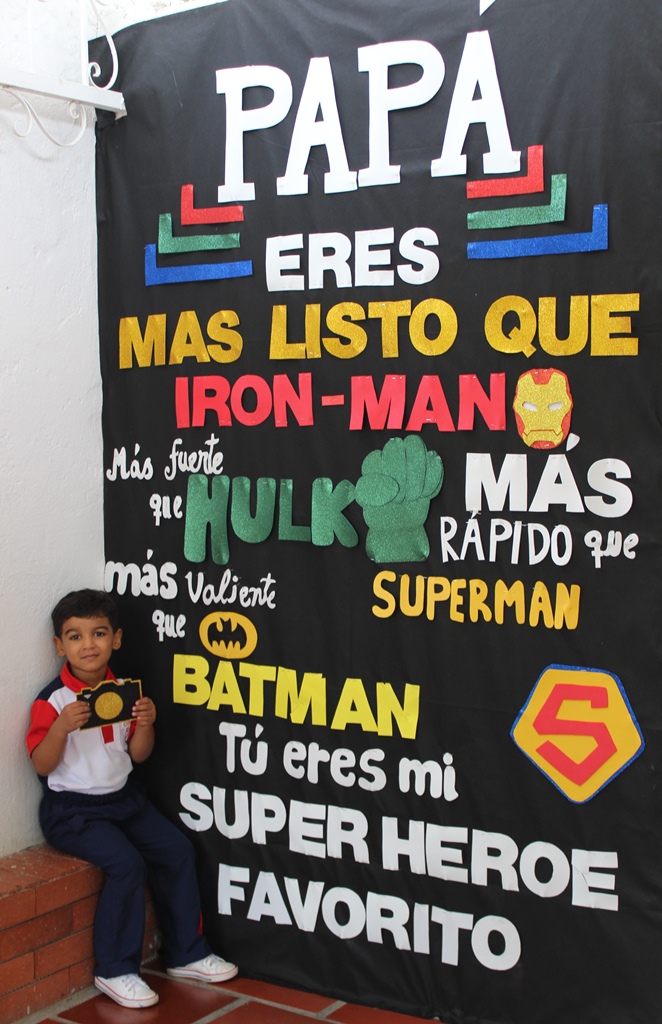 PAPÁ
ERES
MAS LISTO QUE
IRON-MAN
Más fuerte MÁS
que HULK RÁPIDO que
más Valiente SUPERMAN
que
BATMAN S
Tú eres mi
SUPER HEROE
FAVORITO